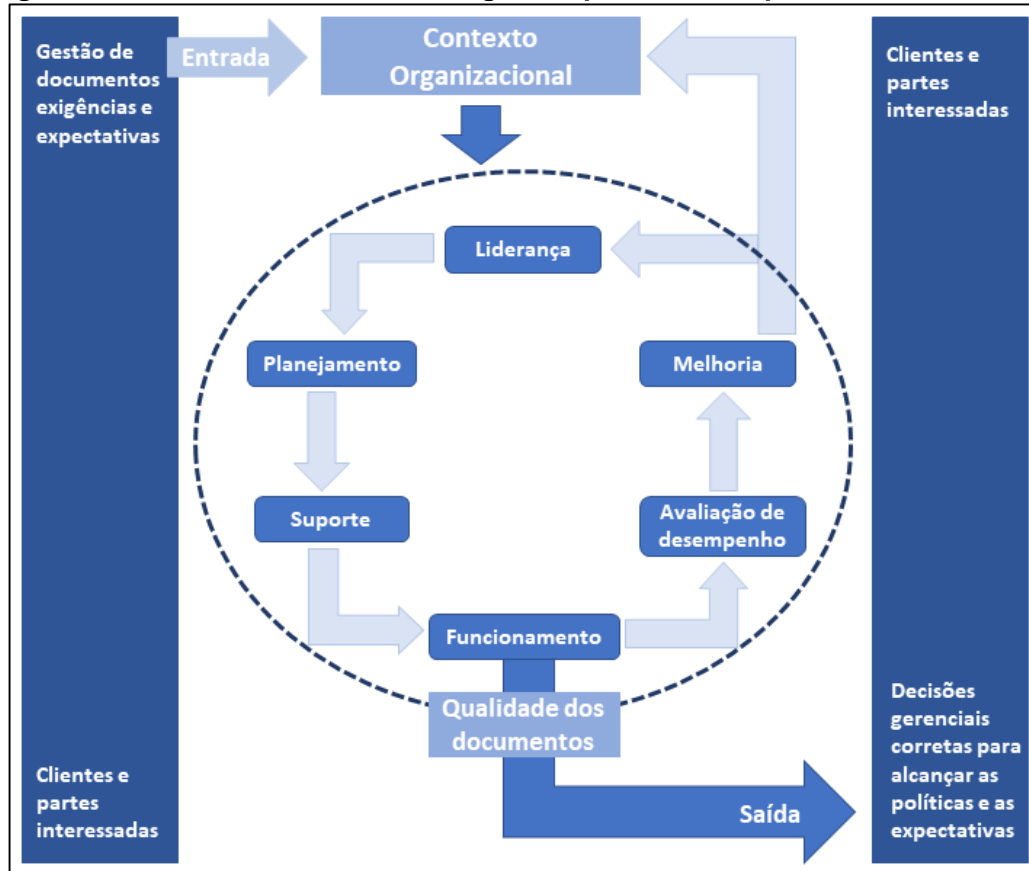 Gestão de
documentos
exigências e
expectativas
Entrada
Contexto
Organizacional
Clientes e
partes
interessadas
Liderança
Planejamento
Melhoria
Suporte
Avaliação de
desempenho
Funcionamento
Qualidade dos
documentos
Clientes e
partes
interessadas
Saída
Decisões
gerenciais
corretas para
alcançar as
políticas e as
expectativas